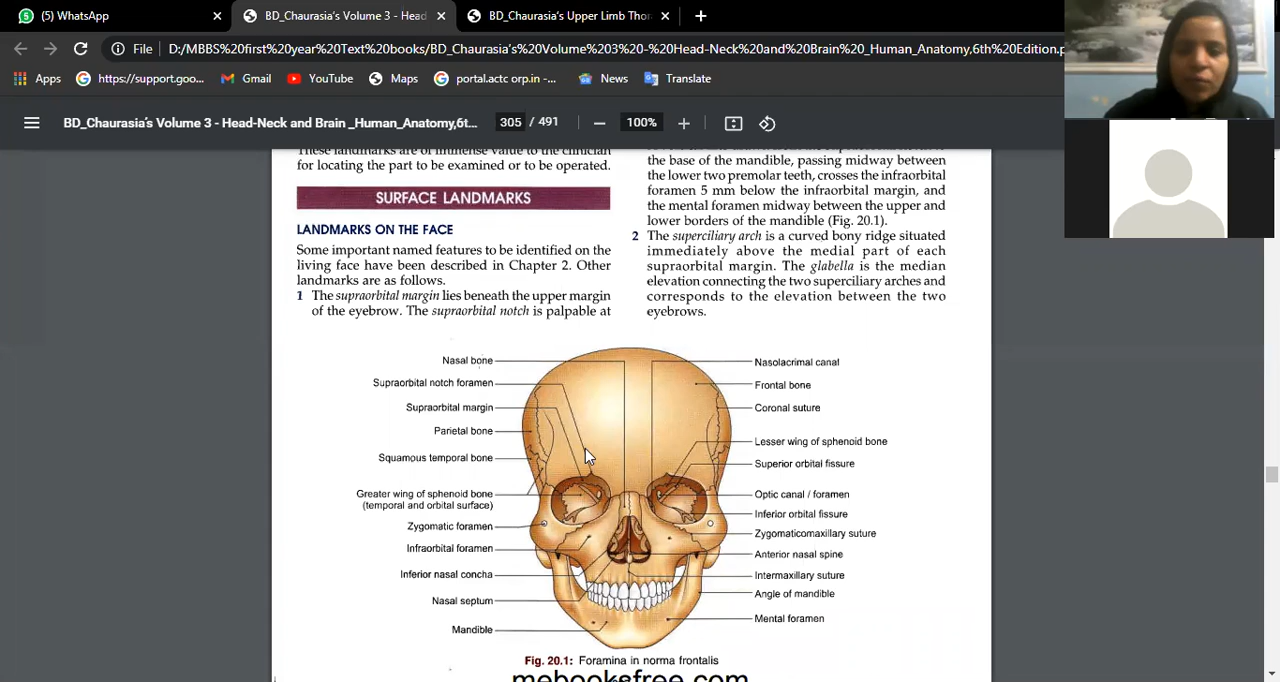 (5) WhatsApp
BD_Chaurasia's Volume 3 - Head
BD_Chaurasia's Upper Limb Thor
File
D:/MBBS%20first%20year%20Text%20books/BD_Chaurasia's%20Volume%203%20-%20Head-Neck%20and%20Brain%20_Human_Anatomy,6th%20Edition.p
Apps
https://support.goo...
Gmail
YouTube
Maps
portal.actc orp.in -...
News
Translate
BD_Chaurasia's Volume 3 - Head-Neck and Brain _Human_Anatomy,6t...
305 / 491
100%
These landmarks are of immense value to the clinician
for locating the part to be examined or to be operated.
SURFACE LANDMARKS
LANDMARKS ON THE FACE
Some important named features to be identified on the
living face have been described in Chapter 2. Other
landmarks are as follows.
1 The supraorbital margin lies beneath the upper margin
of the eyebrow. The supraorbital notch is palpable at
the base of the mandible, passing midway between
the lower two premolar teeth, crosses the infraorbital
foramen 5 mm below the infraorbital margin, and
the mental foramen midway between the upper and
lower borders of the mandible (Fig. 20.1).
2 The superciliary arch is a curved bony ridge situated
immediately above the medial part of each
supraorbital margin. The glabella is the median
elevation connecting the two superciliary arches and
corresponds to the elevation between the two
eyebrows.
Nasal bone
Supraorbital notch foramen
Supraorbital margin
Parietal bone
Squamous temporal bone
Greater wing of sphenoid bone
(temporal and orbital surface)
Zygomatic foramen
Infraorbital foramen
Inferior nasal concha
Nasal septum
Mandible
Nasolacrimal canal
Frontal bone
Coronal suture
Lesser wing of sphenoid bone
Superior orbital fissure
Optic canal / foramen
Inferior orbital fissure
Zygomaticomaxillary suture
Anterior nasal spine
Intermaxillary suture
Angle of mandible
Mental foramen
Fig. 20.1: Foramina in norma frontalis
mebooksfree.com